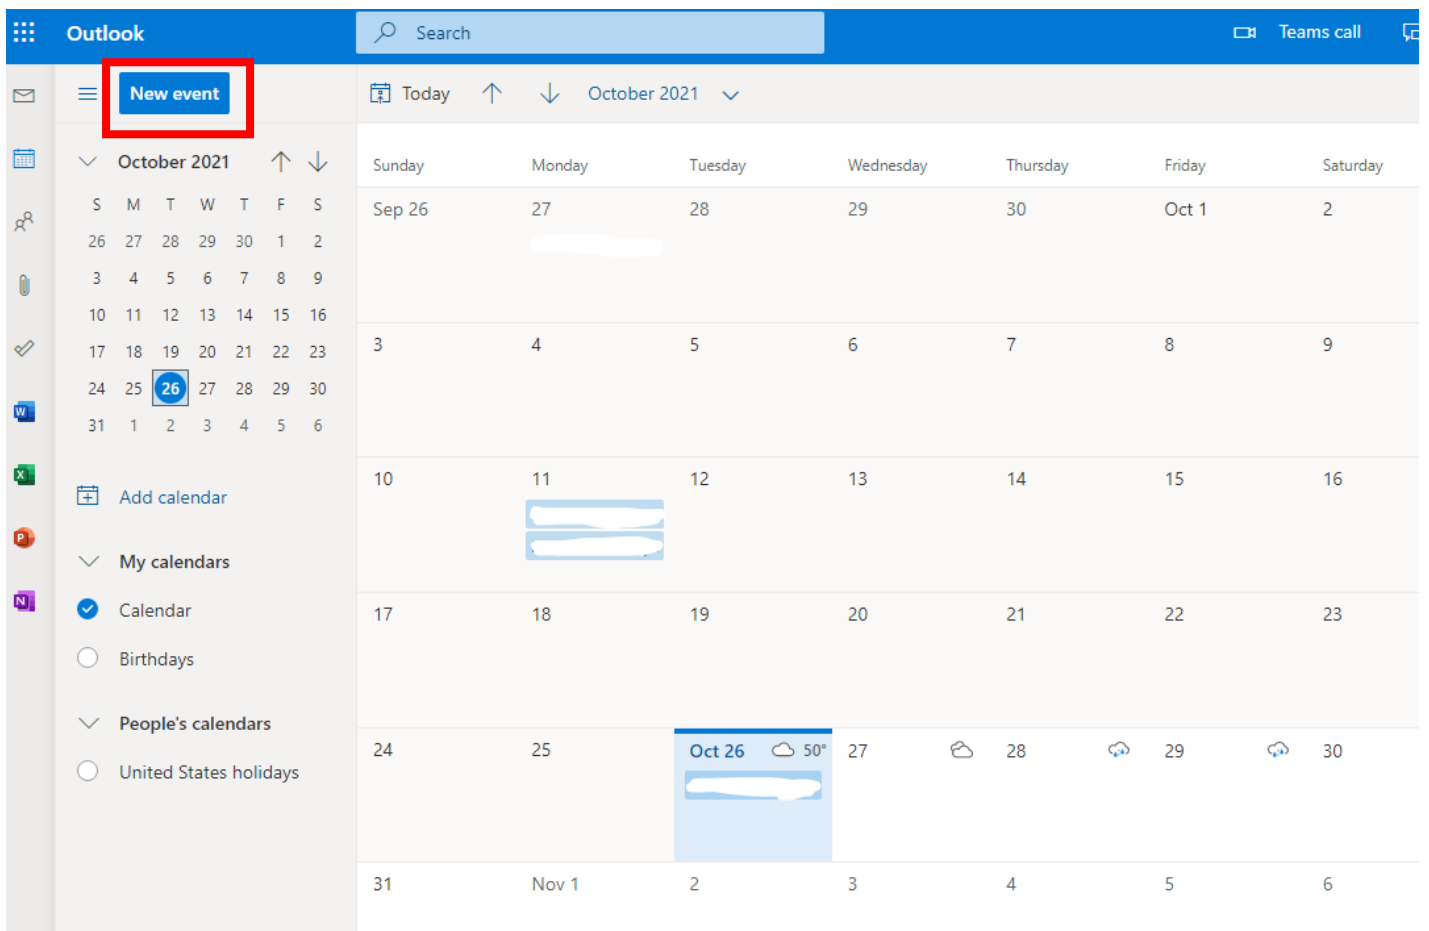 Outlook
Search
Teams call
New event
Today
October 2021
October 2021
S M T W T F S
26 27 28 29 30 1 2
3 4 5 6 7 8 9
10 11 12 13 14 15 16
17 18 19 20 21 22 23
24 25 26 27 28 29 30
31 1 2 3 4 5 6
Add calendar
My calendars
Calendar
Birthdays
People's calendars
United States holidays
Sunday Monday Tuesday Wednesday Thursday Friday Saturday
Sep 26 27 28 29 30 Oct 1 2
3 4 5 6 7 8 9
10 11 12 13 14 15 16
17 18 19 20 21 22 23
24 25 Oct 26 50° 27 28 29 30
31 Nov 1 2 3 4 5 6
W
X
P
N